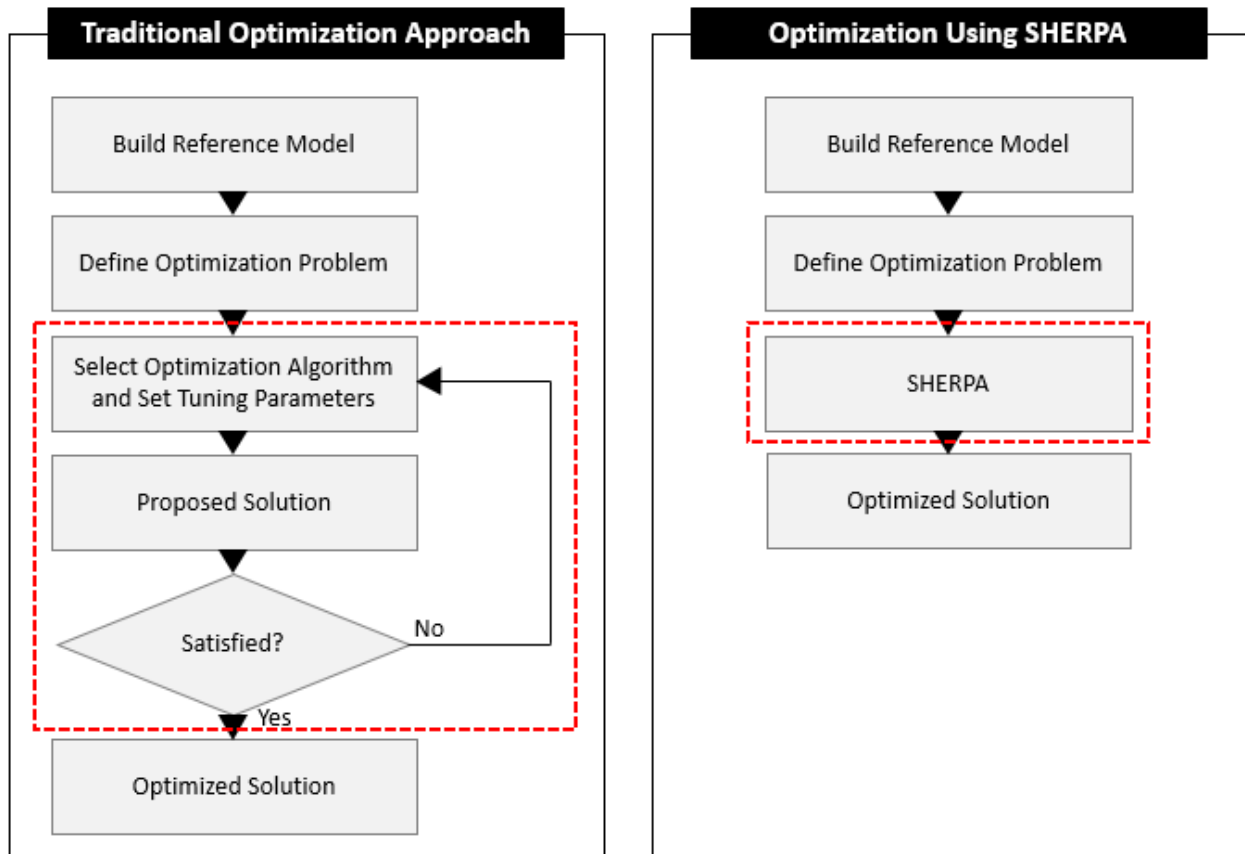 Traditional Optimization Approach
Build Reference Model
Define Optimization Problem
Select Optimization Algorithm
and Set Tuning Parameters
Proposed Solution
Satisfied?
No
Yes
Optimized Solution
Optimization Using SHERPA
Build Reference Model
Define Optimization Problem
SHERPA
Optimized Solution